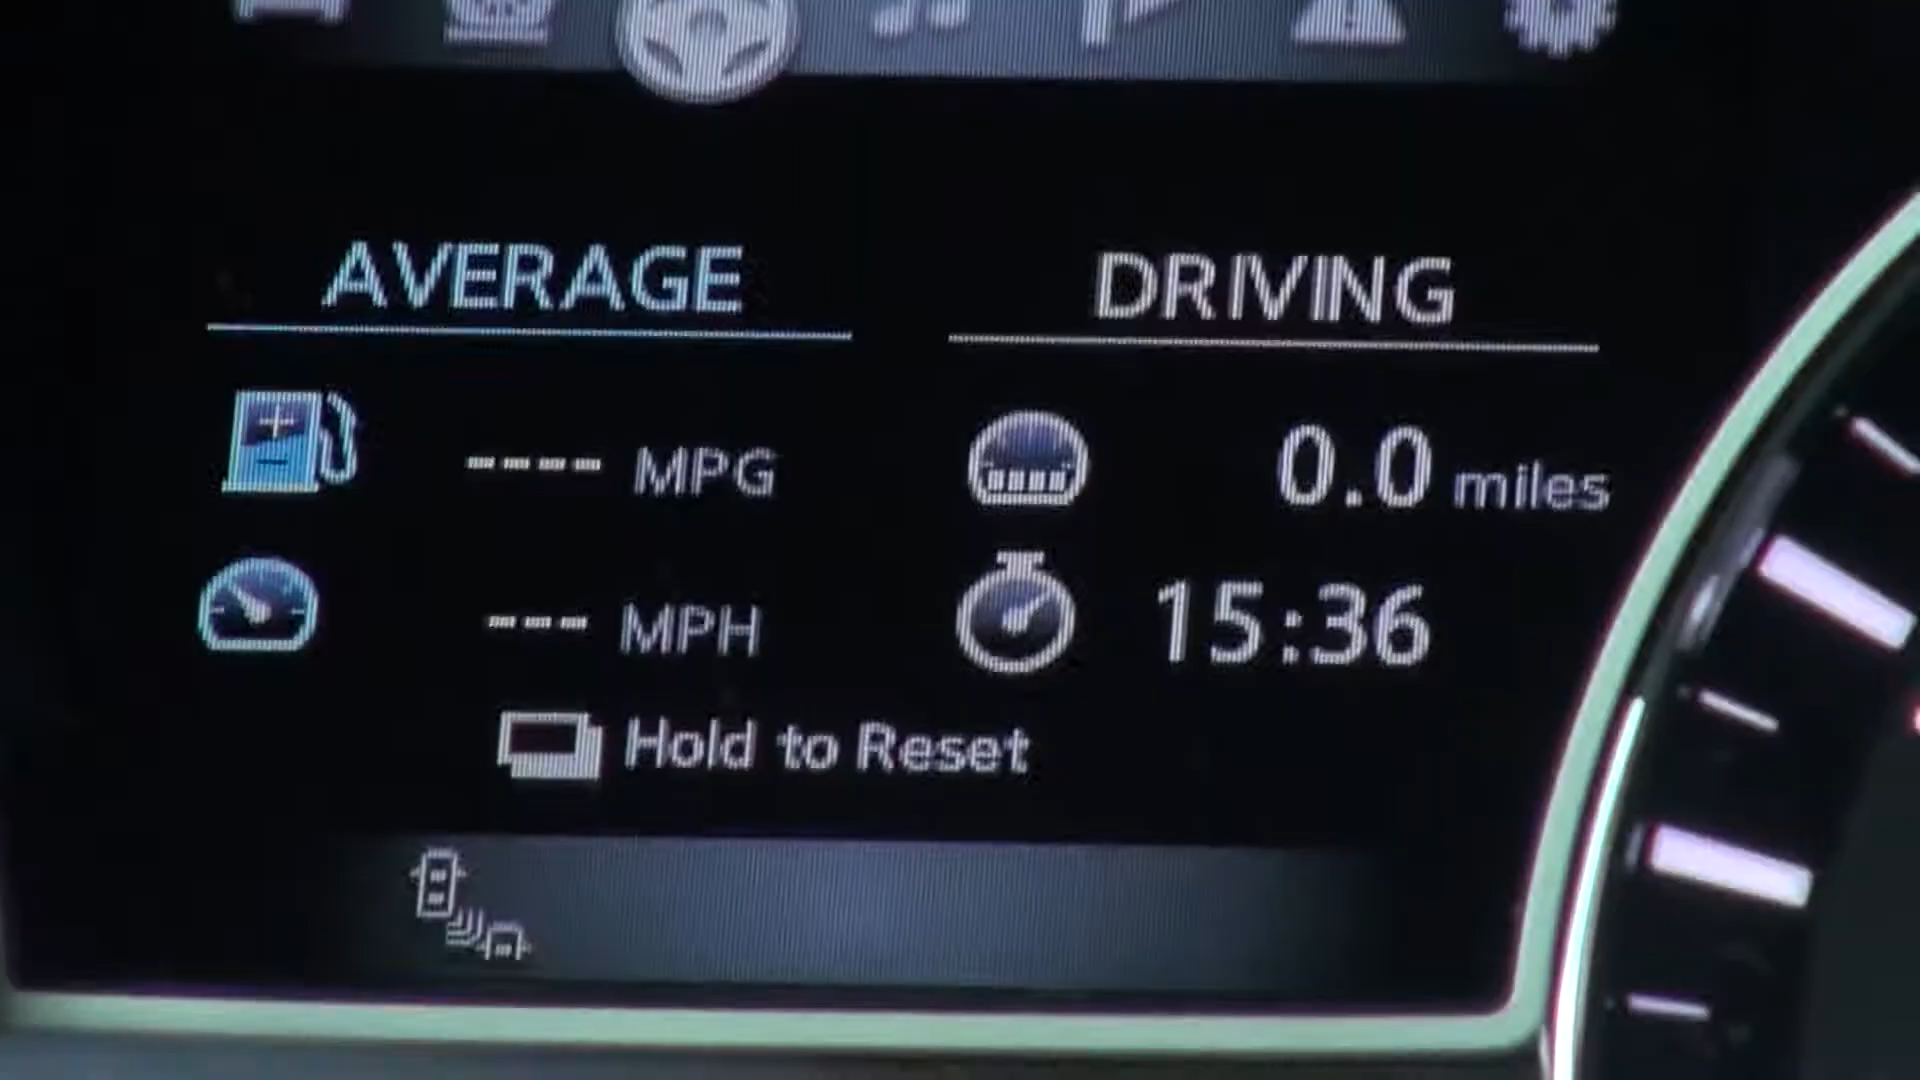 AVERAGE
DRIVING
---- MPG
0.0 miles
--- MPH
15:36
Hold to Reset